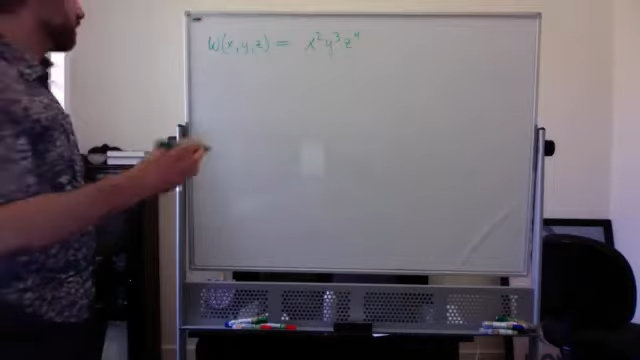 W(x,y,z) = x²y³z⁴